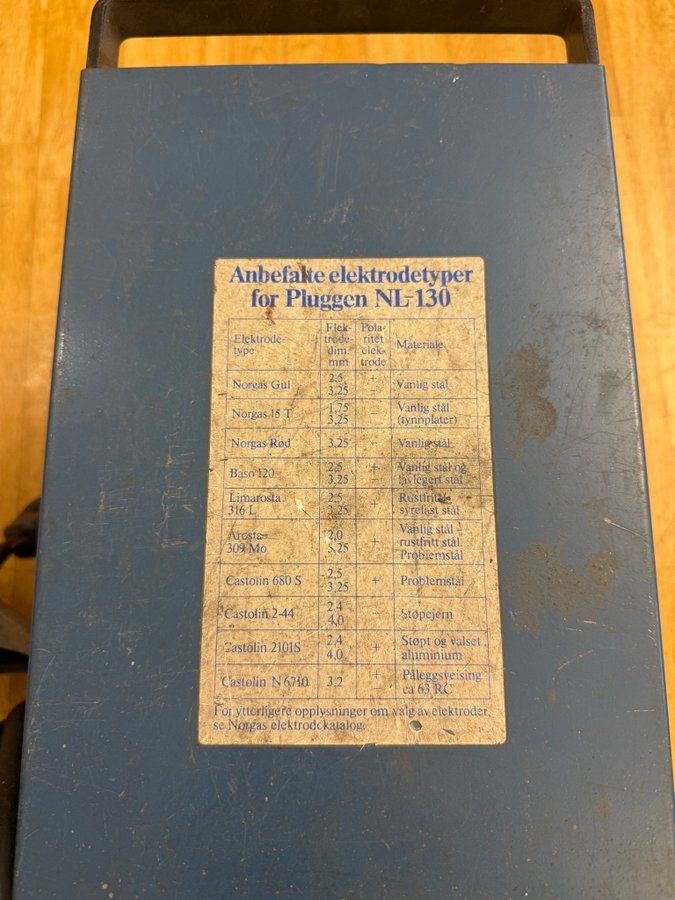 Anbefalte elektrodetyper
for Pluggen NL-130
Elektrode-
type
Elek-
trode-
dim.
mm
Pola-
ritet
elek-
trode
Materiale
Norgas Gul
2,5
3,25
+
−
Vanlig stål
Norgas 15 T
1,75
3,25
−
Vanlig stål
(tynnplater)
Norgas Rød
3,25
−
Vanlig stål
Baso 120
2,5
3,25
+
−
Vanlig stål og
lavlegert stål
Limarosta
316 L
2,5
3,25
+
Rustfritt
syrefast stål
Arosta
309 Mo
2,0
+
Vanlig stål –
rustfritt stål
Problemstål
Castolin 680 S
2,5
3,25
+
Problemstål
Castolin 2-44
2,4
4,0
−
Støpejern
Castolin 2101S
2,4
4,0
+
Støpt og valset
aluminium
Castolin N 6710
3,2
+
−
Påleggsveising
ca 63 RC
For ytterligere opplysninger om valg av elektroder
se Norgas elektrodekatalog.